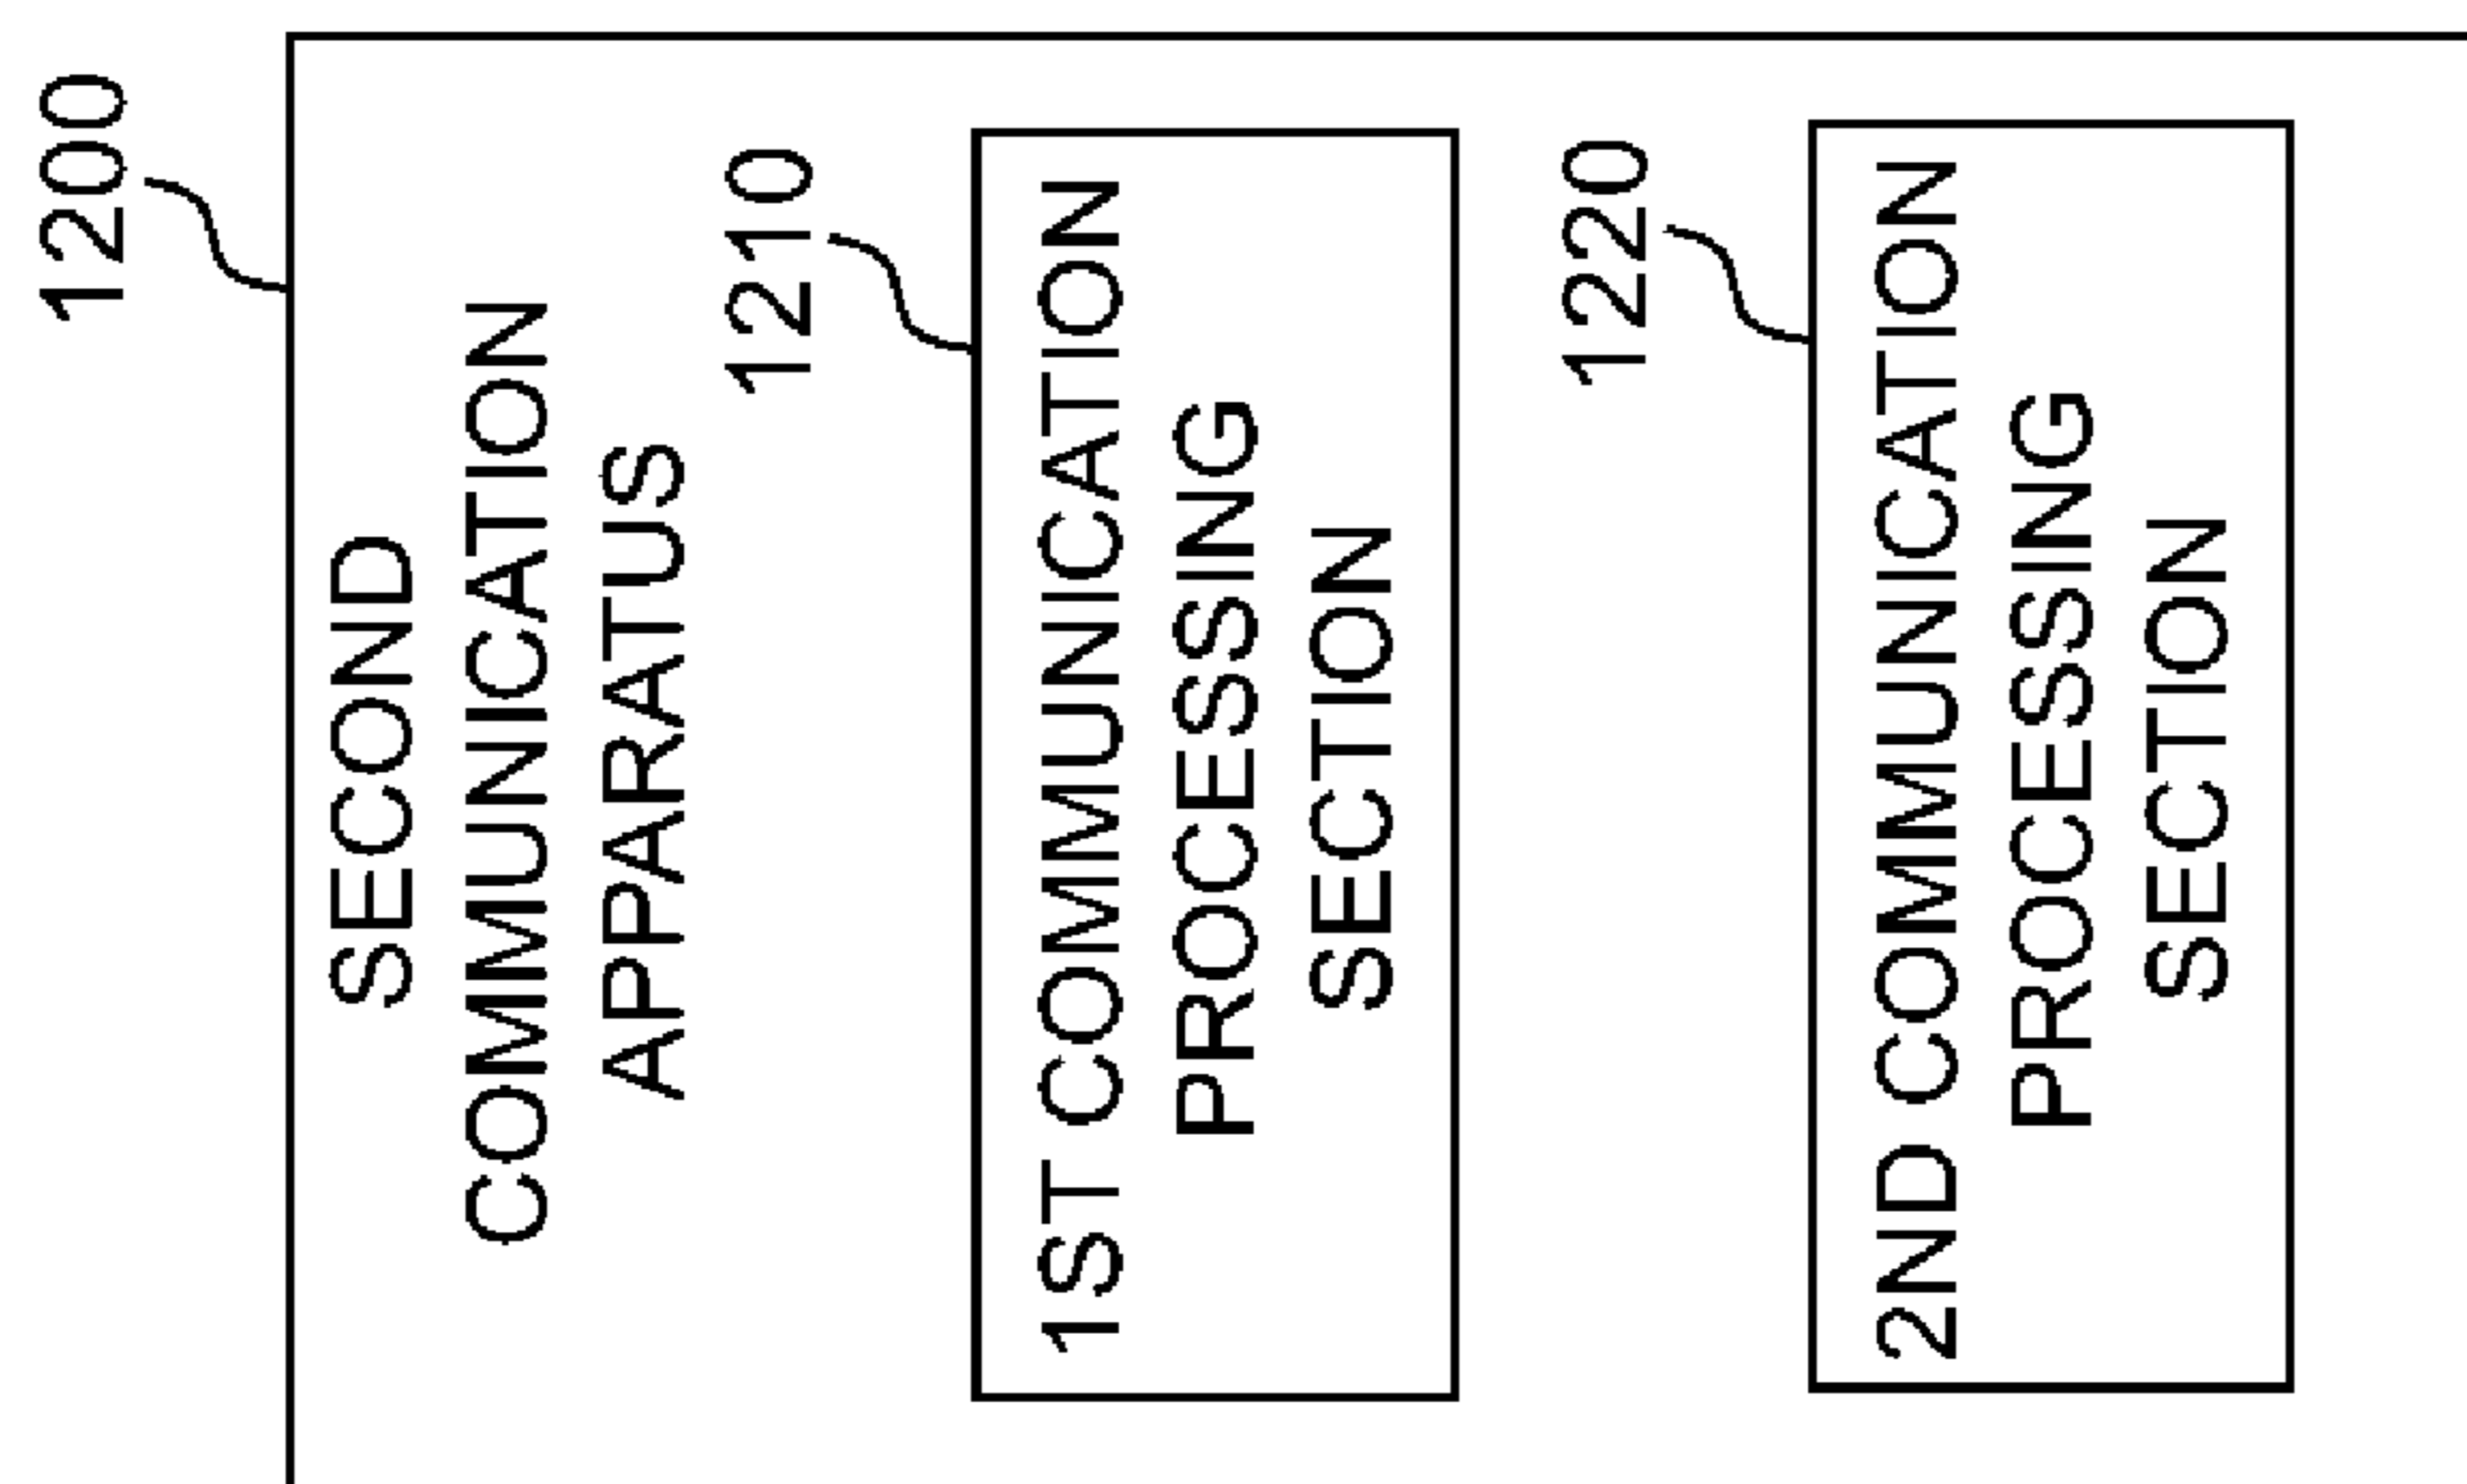 1200
SECOND
COMMUNICATION
APPARATUS
1210
1ST COMMUNICATION
PROCESSING
SECTION
1220
2ND COMMUNICATION
PROCESSING
SECTION